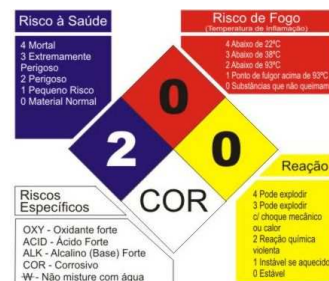 Risco à Saúde
4 Mortal
3 Extremamente
Perigoso
2 Perigoso
1 Pequeno Risco
0 Material Normal
Risco de Fogo
(Temperatura de Inflamação)
4 Abaixo de 22ºC
3 Abaixo de 38ºC
2 Abaixo de 93ºC
1 Ponto de fulgor acima de 93ºC
0 Substâncias que não queimam
0
2
0
COR
Reação
4 Pode explodir
3 Pode explodir
c/ choque mecânico
ou calor
2 Reação química
violenta
1 Instável se aquecido
0 Estável
Riscos
Específicos
OXY - Oxidante forte
ACID - Ácido Forte
ALK - Alcalino (Base) Forte
COR - Corrosivo
W - Não misture com água